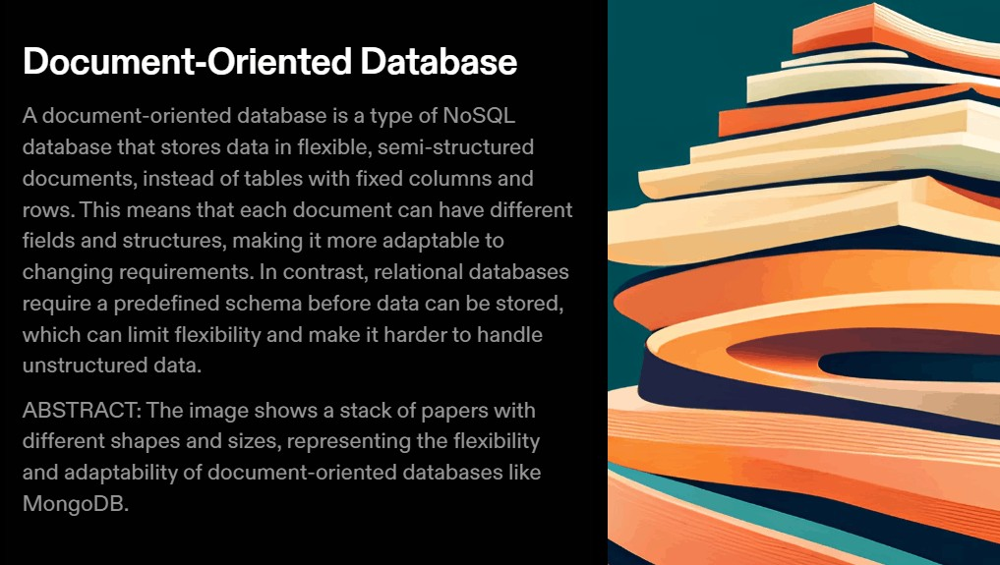 Document-Oriented Database
A document-oriented database is a type of NoSQL
database that stores data in flexible, semi-structured
documents, instead of tables with fixed columns and
rows. This means that each document can have different
fields and structures, making it more adaptable to
changing requirements. In contrast, relational databases
require a predefined schema before data can be stored,
which can limit flexibility and make it harder to handle
unstructured data.
ABSTRACT: The image shows a stack of papers with
different shapes and sizes, representing the flexibility
and adaptability of document-oriented databases like
MongoDB.